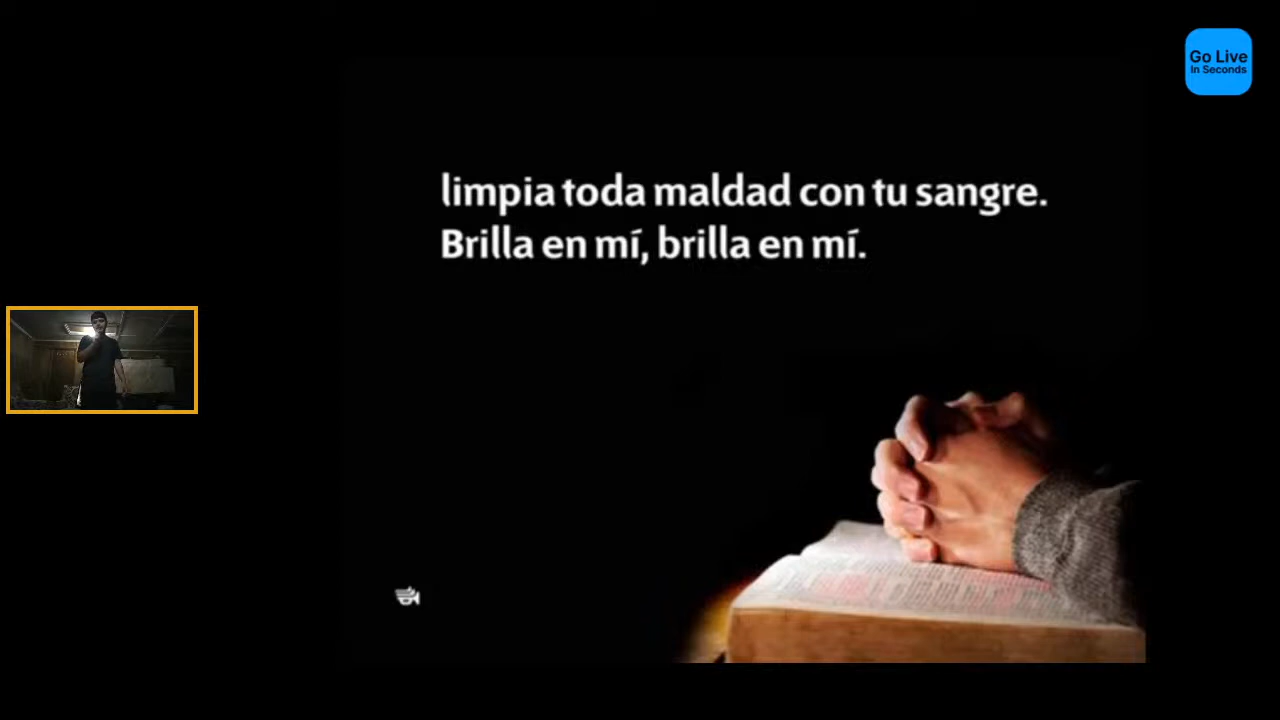 Go Live
In Seconds
limpia toda maldad con tu sangre.
Brilla en mí, brilla en mí.